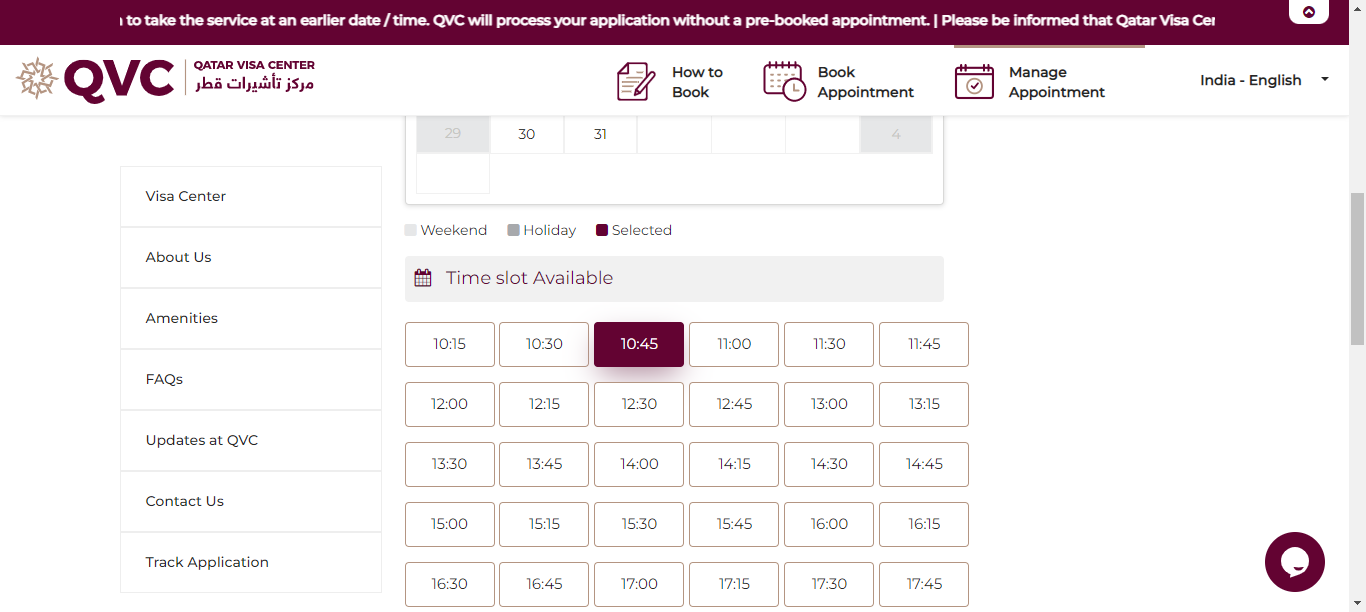 to take the service at an earlier date / time. QVC will process your application without a pre-booked appointment. | Please be informed that Qatar Visa
QVC
QATAR VISA CENTER
مركز تأشيرات قطر
How to
Book
Book
Appointment
Manage
Appointment
India - English
29 30 31 4
Visa Center
About Us
Amenities
FAQs
Updates at QVC
Contact Us
Track Application
Weekend Holiday Selected
Time slot Available
10:15 10:30 10:45 11:00 11:30 11:45
12:00 12:15 12:30 12:45 13:00 13:15
13:30 13:45 14:00 14:15 14:30 14:45
15:00 15:15 15:30 15:45 16:00 16:15
16:30 16:45 17:00 17:15 17:30 17:45